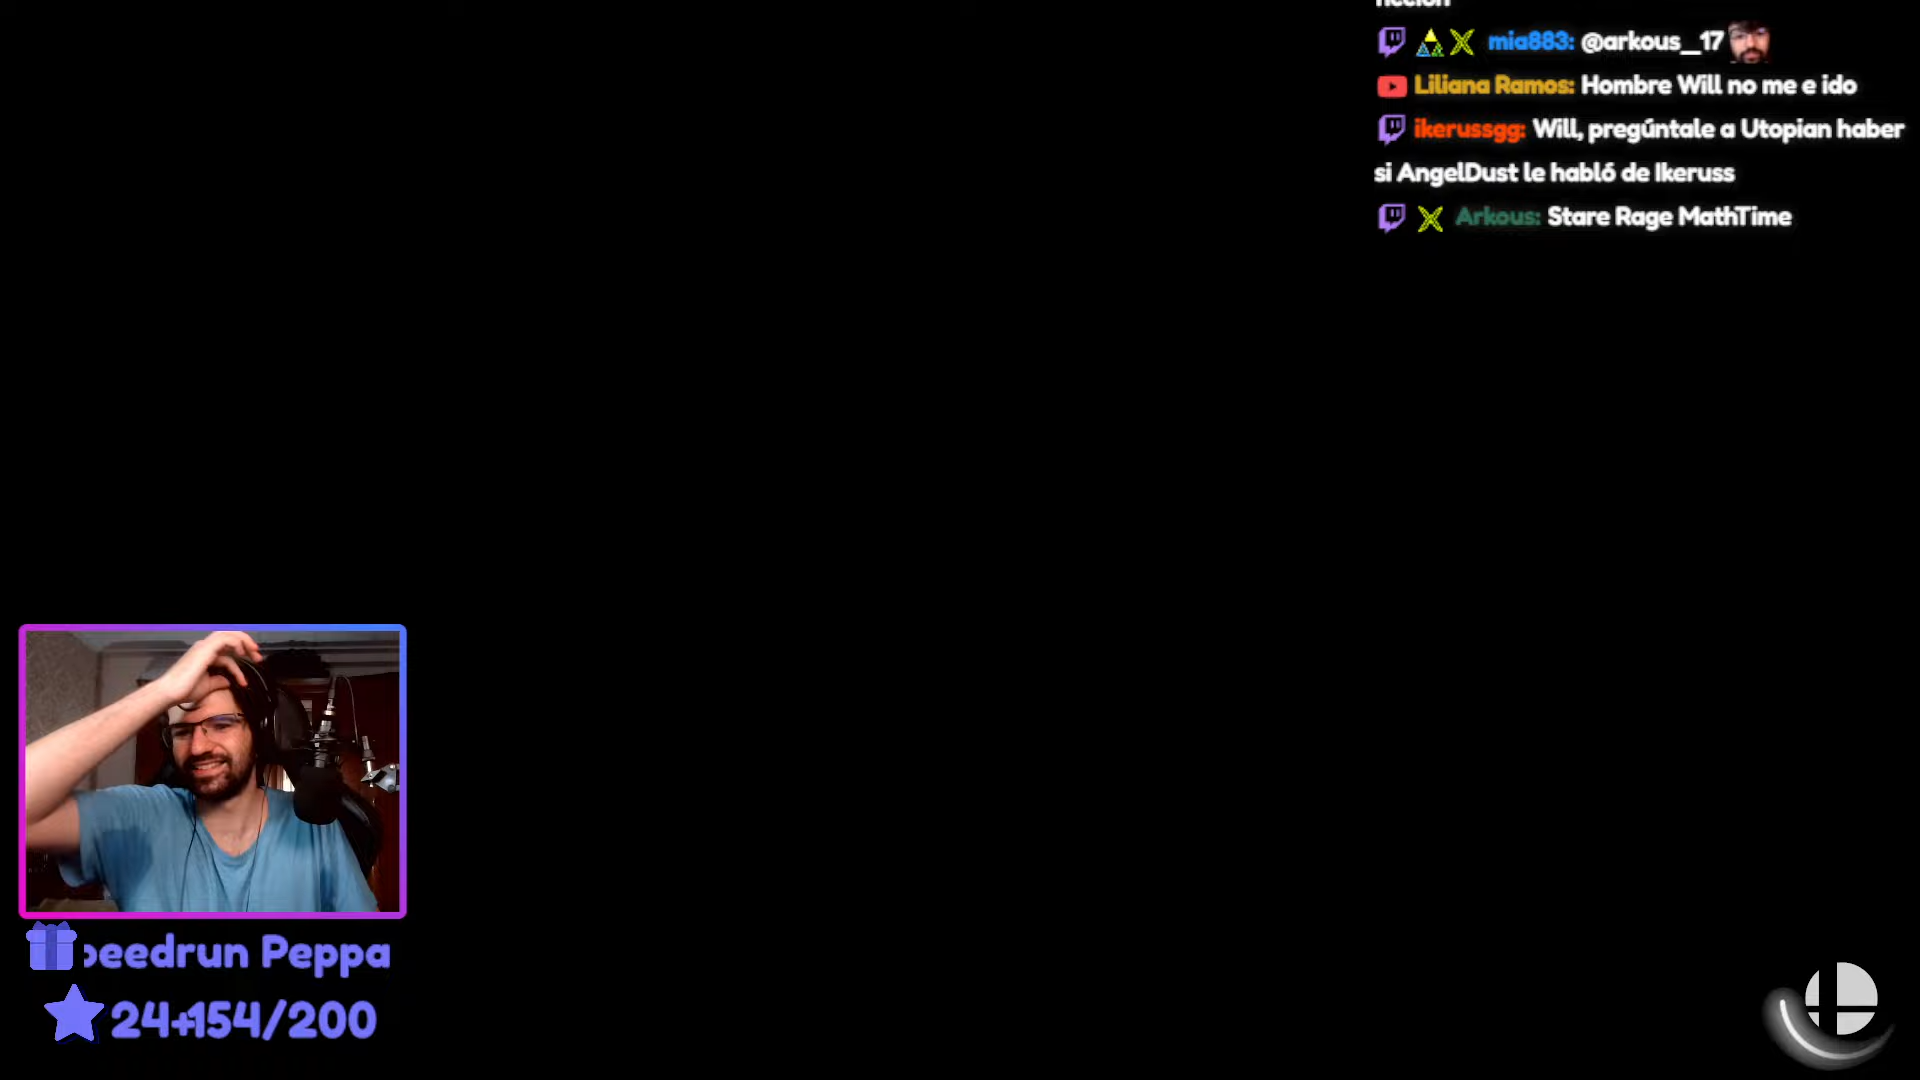 mia883: @arkous_17
Liliana Ramos: Hombre Will no me e ido
ikerussgg: Will, pregúntale a Utopian haber
si AngelDust le habló de Ikeruss
Arkous: Stare Rage MathTime
peedrun Peppa
24+154/200